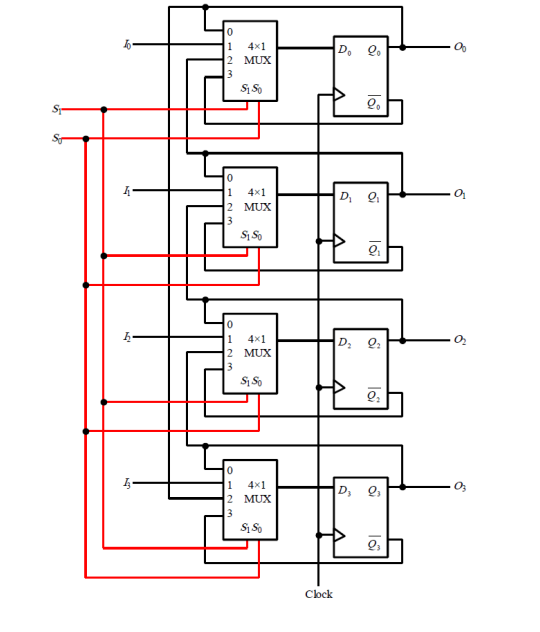 0
I₀ 1 4×1 D₀ Q₀ O₀
2 MUX
3
S₁ S₀ Q̅₀
S₁
S₀
0
I₁ 1 4×1 D₁ Q₁ O₁
2 MUX
3
S₁ S₀ Q̅₁
0
I₂ 1 4×1 D₂ Q₂ O₂
2 MUX
3
S₁ S₀ Q̅₂
0
I₃ 1 4×1 D₃ Q₃ O₃
2 MUX
3
S₁ S₀ Q̅₃
Clock